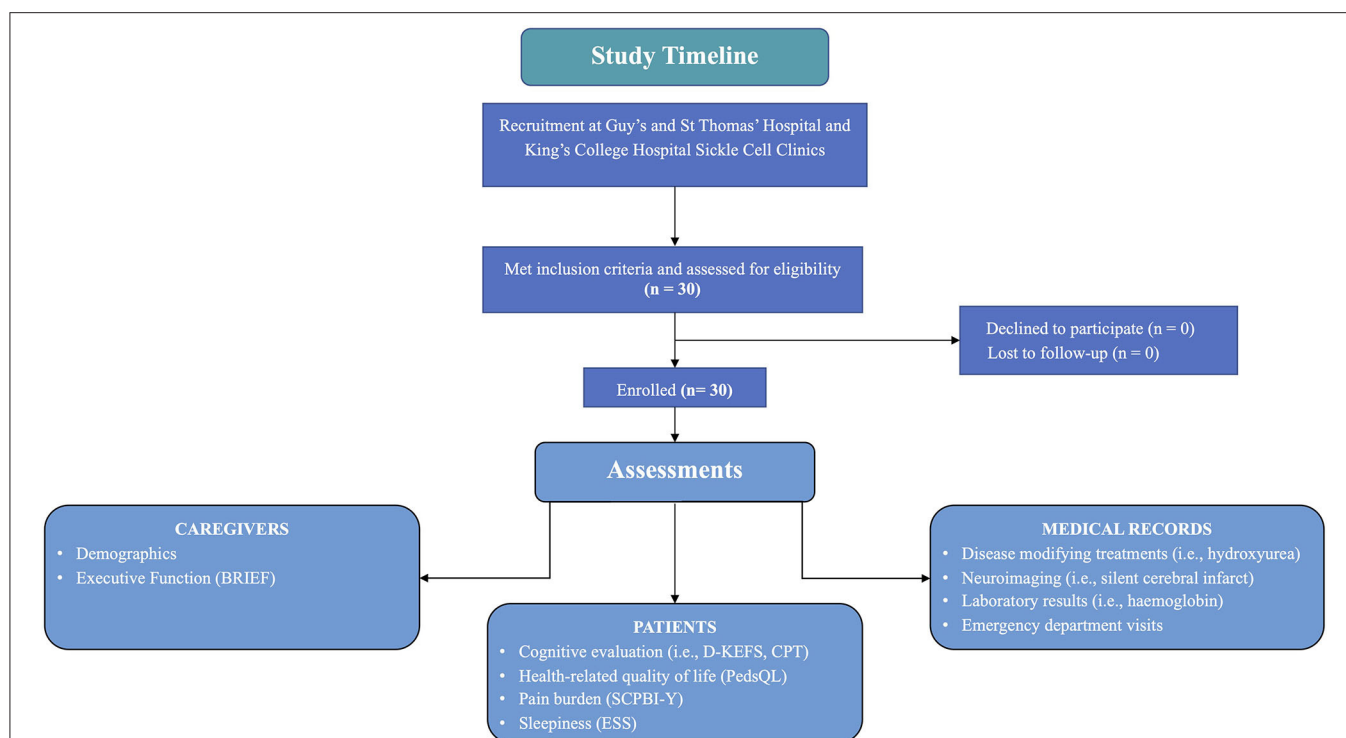 Study Timeline
Recruitment at Guy’s and St Thomas’ Hospital and
King’s College Hospital Sickle Cell Clinics
Met inclusion criteria and assessed for eligibility
(n = 30)
Declined to participate (n = 0)
Lost to follow-up (n = 0)
Enrolled (n= 30)
Assessments
CAREGIVERS
• Demographics
• Executive Function (BRIEF)
PATIENTS
• Cognitive evaluation (i.e., D-KEFS, CPT)
• Health-related quality of life (PedsQL)
• Pain burden (SCPBI-Y)
• Sleepiness (ESS)
MEDICAL RECORDS
• Disease modifying treatments (i.e., hydroxyurea)
• Neuroimaging (i.e., silent cerebral infarct)
• Laboratory results (i.e., haemoglobin)
• Emergency department visits